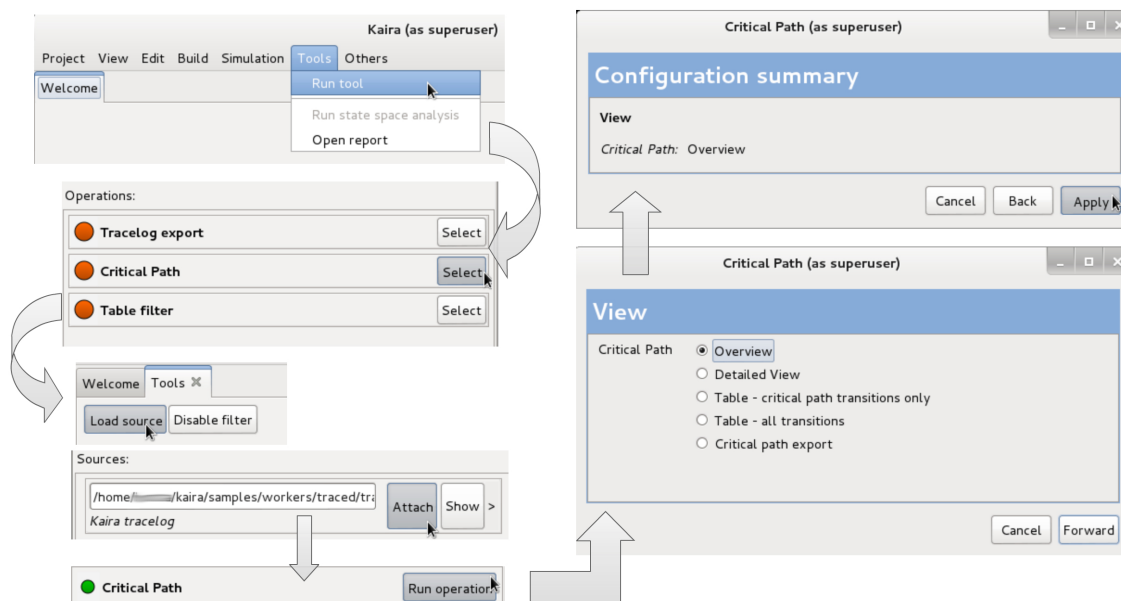 Kaira (as superuser)
Project View Edit Build Simulation Tools Others
Welcome
Run tool
Run state space analysis
Open report
Operations:
Tracelog export Select
Critical Path Select
Table filter Select
Welcome Tools
Load source Disable filter
Sources:
/home/ /kaira/samples/workers/traced/tra
Kaira tracelog
Attach Show >
Critical Path Run operation
Critical Path (as superuser)
Configuration summary
View
Critical Path: Overview
Cancel Back Apply
Critical Path (as superuser)
View
Critical Path Overview
Detailed View
Table - critical path transitions only
Table - all transitions
Critical path export
Cancel Forward